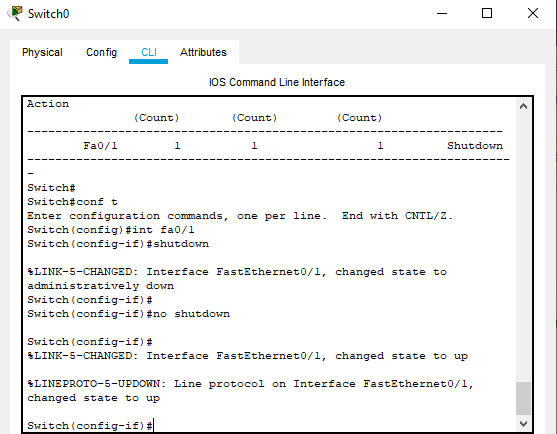 Switch0
Physical Config CLI Attributes
IOS Command Line Interface
Action
(Count) (Count) (Count)
---------------------------------------------------------------------
Fa0/1 1 1 1 Shutdown
----------------------------------------------------------------------
-
Switch#
Switch#conf t
Enter configuration commands, one per line. End with CNTL/Z.
Switch(config)#int fa0/1
Switch(config-if)#shutdown
%LINK-5-CHANGED: Interface FastEthernet0/1, changed state to
administratively down
Switch(config-if)#
Switch(config-if)#no shutdown
Switch(config-if)#
%LINK-5-CHANGED: Interface FastEthernet0/1, changed state to up
%LINEPROTO-5-UPDOWN: Line protocol on Interface FastEthernet0/1,
changed state to up
Switch(config-if)#